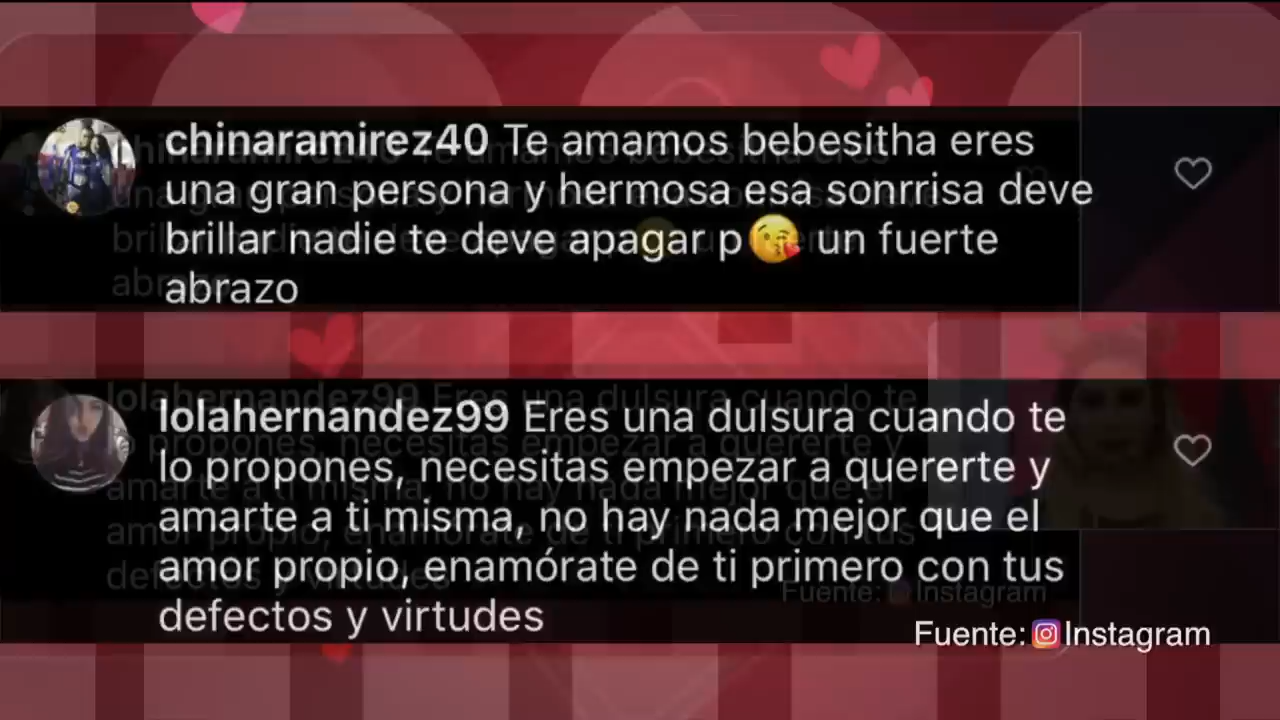 chinaramirez40 Te amamos bebesitha eres
una gran persona y hermosa esa sonrrisa deve
brillar nadie te deve apagar p😘 un fuerte
abrazo
lolahernandez99 Eres una dulsura cuando te
lo propones, necesitas empezar a quererte y
amarte a ti misma, no hay nada mejor que el
amor propio, enamórate de ti primero con tus
defectos y virtudes
Fuente: Instagram